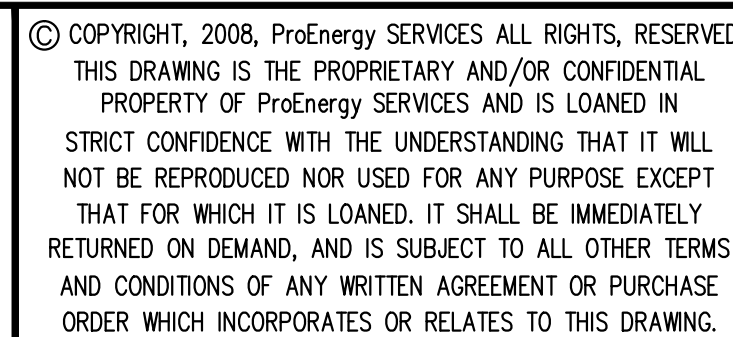 © COPYRIGHT, 2008, ProEnergy SERVICES ALL RIGHTS, RESERVED
THIS DRAWING IS THE PROPRIETARY AND/OR CONFIDENTIAL
PROPERTY OF ProEnergy SERVICES AND IS LOANED IN
STRICT CONFIDENCE WITH THE UNDERSTANDING THAT IT WILL
NOT BE REPRODUCED NOR USED FOR ANY PURPOSE EXCEPT
THAT FOR WHICH IT IS LOANED. IT SHALL BE IMMEDIATELY
RETURNED ON DEMAND, AND IS SUBJECT TO ALL OTHER TERMS
AND CONDITIONS OF ANY WRITTEN AGREEMENT OR PURCHASE
ORDER WHICH INCORPORATES OR RELATES TO THIS DRAWING.